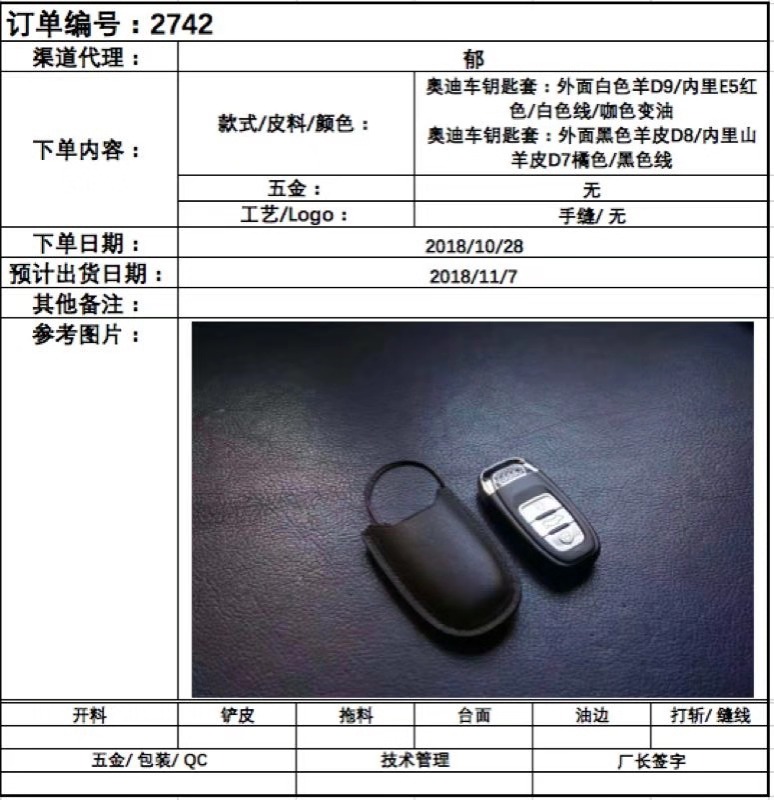 订单编号：2742
渠道代理：
郁
下单内容：
款式/皮料/颜色：
奥迪车钥匙套：外面白色羊D9/内里E5红
色/白色线/咖色变油
奥迪车钥匙套：外面黑色羊皮D8/内里山
羊皮D7橘色/黑色线
五金：
无
工艺/Logo：
手缝/ 无
下单日期：
2018/10/28
预计出货日期：
2018/11/7
其他备注：
参考图片：
开料
铲皮
拖料
台面
油边
打斩/ 缝线
五金/ 包装/ QC
技术管理
厂长签字